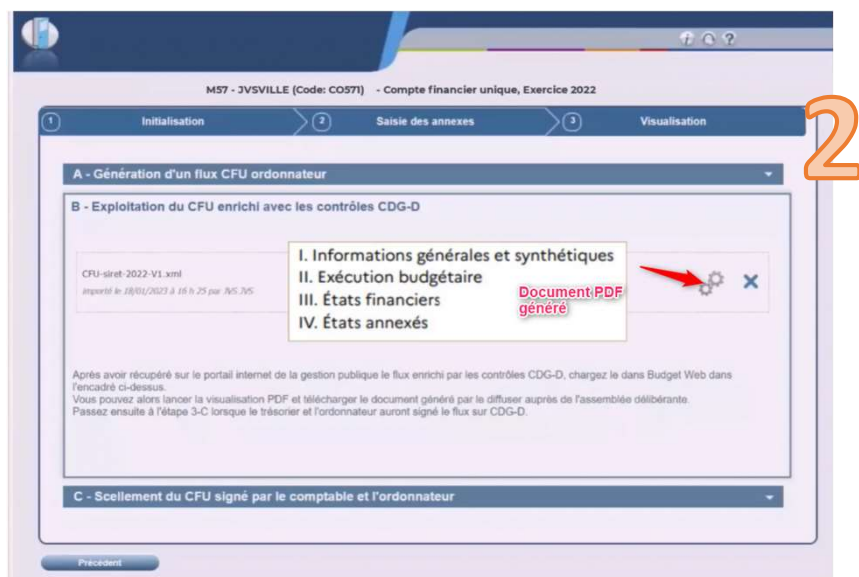 M57 - JVSVILLE (Code: CO571) - Compte financier unique, Exercice 2022
2
1 Initialisation 2 Saisie des annexes 3 Visualisation
A - Génération d'un flux CFU ordonnateur
B - Exploitation du CFU enrichi avec les contrôles CDG-D
I. Informations générales et synthétiques
II. Exécution budgétaire
III. États financiers
IV. États annexés
CFU-siret-2022-V1.xml
importé le 18/01/2023 à 16 h 25 par JVS JVS
Document PDF
généré
Après avoir récupéré sur le portail internet de la gestion publique le flux enrichi par les contrôles CDG-D, chargez le dans Budget Web dans
l'encadré ci-dessus.
Vous pouvez alors lancer la visualisation PDF et télécharger le document généré par le diffuser auprès de l'assemblée délibérante.
Passez ensuite à l'étape 3-C lorsque le trésorier et l'ordonnateur auront signé le flux sur CDG-D.
C - Scellement du CFU signé par le comptable et l'ordonnateur
Précédent